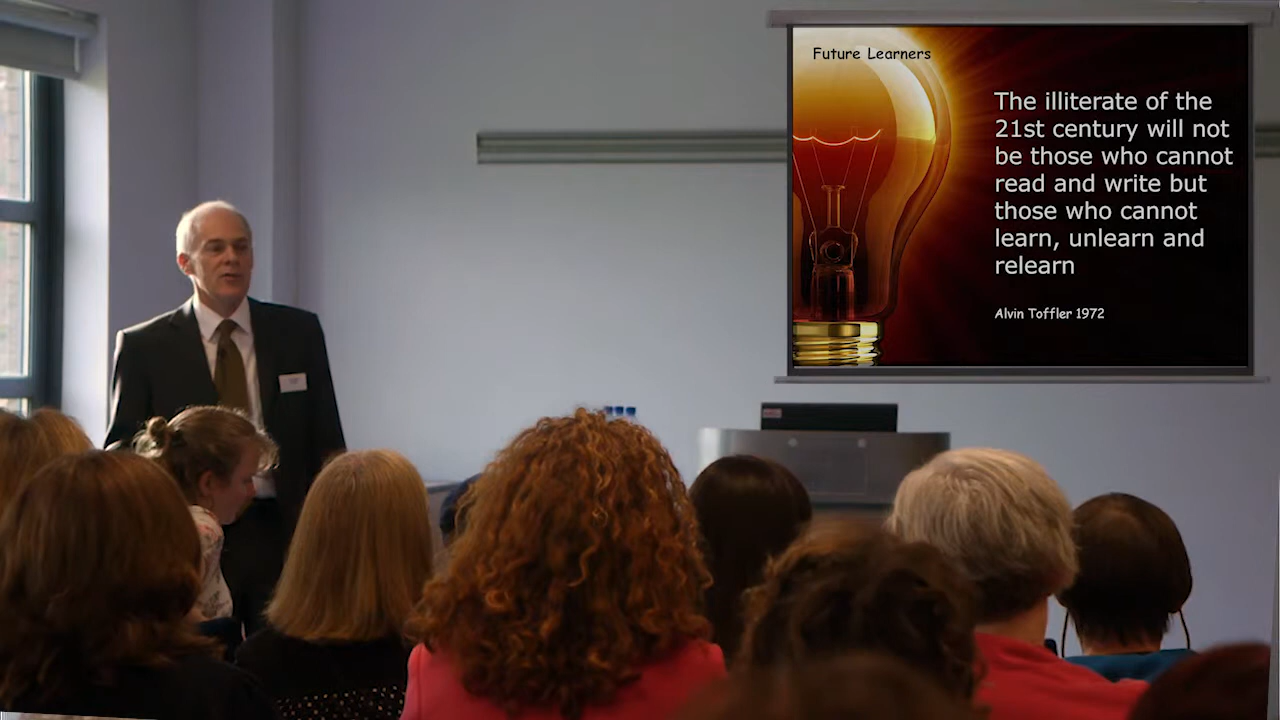 Future Learners
The illiterate of the
21st century will not
be those who cannot
read and write but
those who cannot
learn, unlearn and
relearn
Alvin Toffler 1972